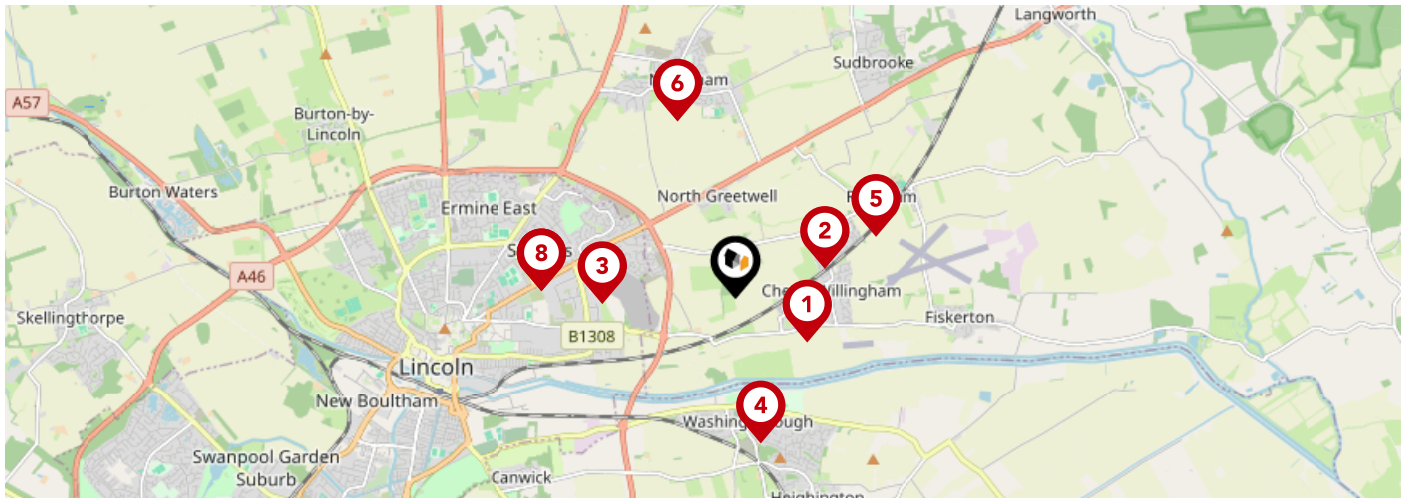 Langworth
Sudbrooke
6
A57
Burton-by-
Lincoln
Burton Waters
North Greetwell
5
Ermine East
2
8
3
A46
1
Skellingthorpe
Fiskerton
B1308
Lincoln
New Boultham
4
Swanpool Garden
Suburb
Canwick
Heighington